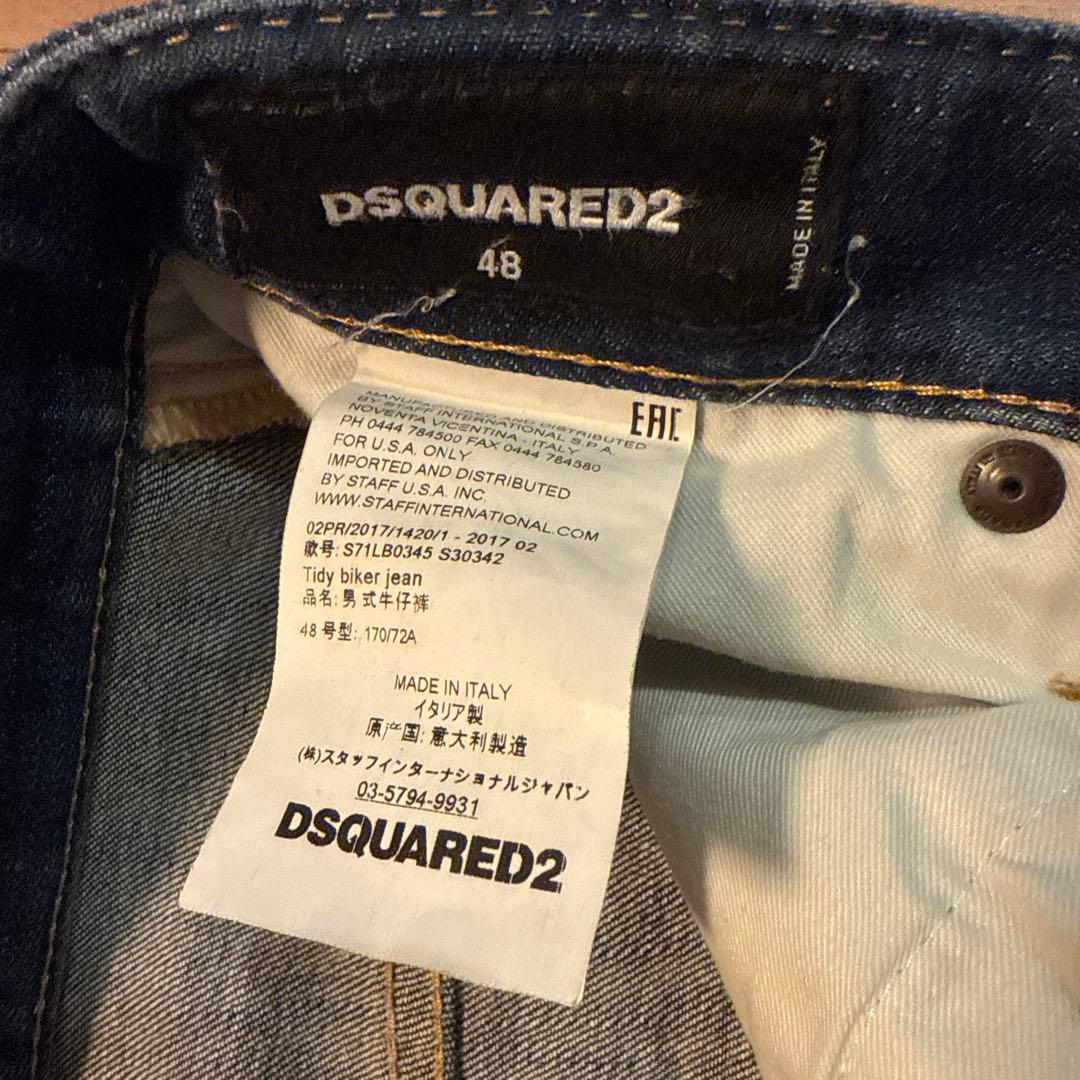 DSQUARED2
48
MADE IN ITALY
EAC
MANUFACTURED AND DISTRIBUTED
BY STAFF INTERNATIONAL S.P.A.
NOVENTA VICENTINA - ITALY
PH 0444 784500 FAX 0444 784580
FOR U.S.A. ONLY
IMPORTED AND DISTRIBUTED
BY STAFF U.S.A. INC.
WWW.STAFFINTERNATIONAL.COM
02PR/2017/1420/1 - 2017 02
款号: S71LB0345 S30342
Tidy biker jean
品名: 男式牛仔裤
48 号型: 170/72A
MADE IN ITALY
イタリア製
原产国: 意大利製造
(株)スタッフインターナショナルジャパン
03-5794-9931
DSQUARED2